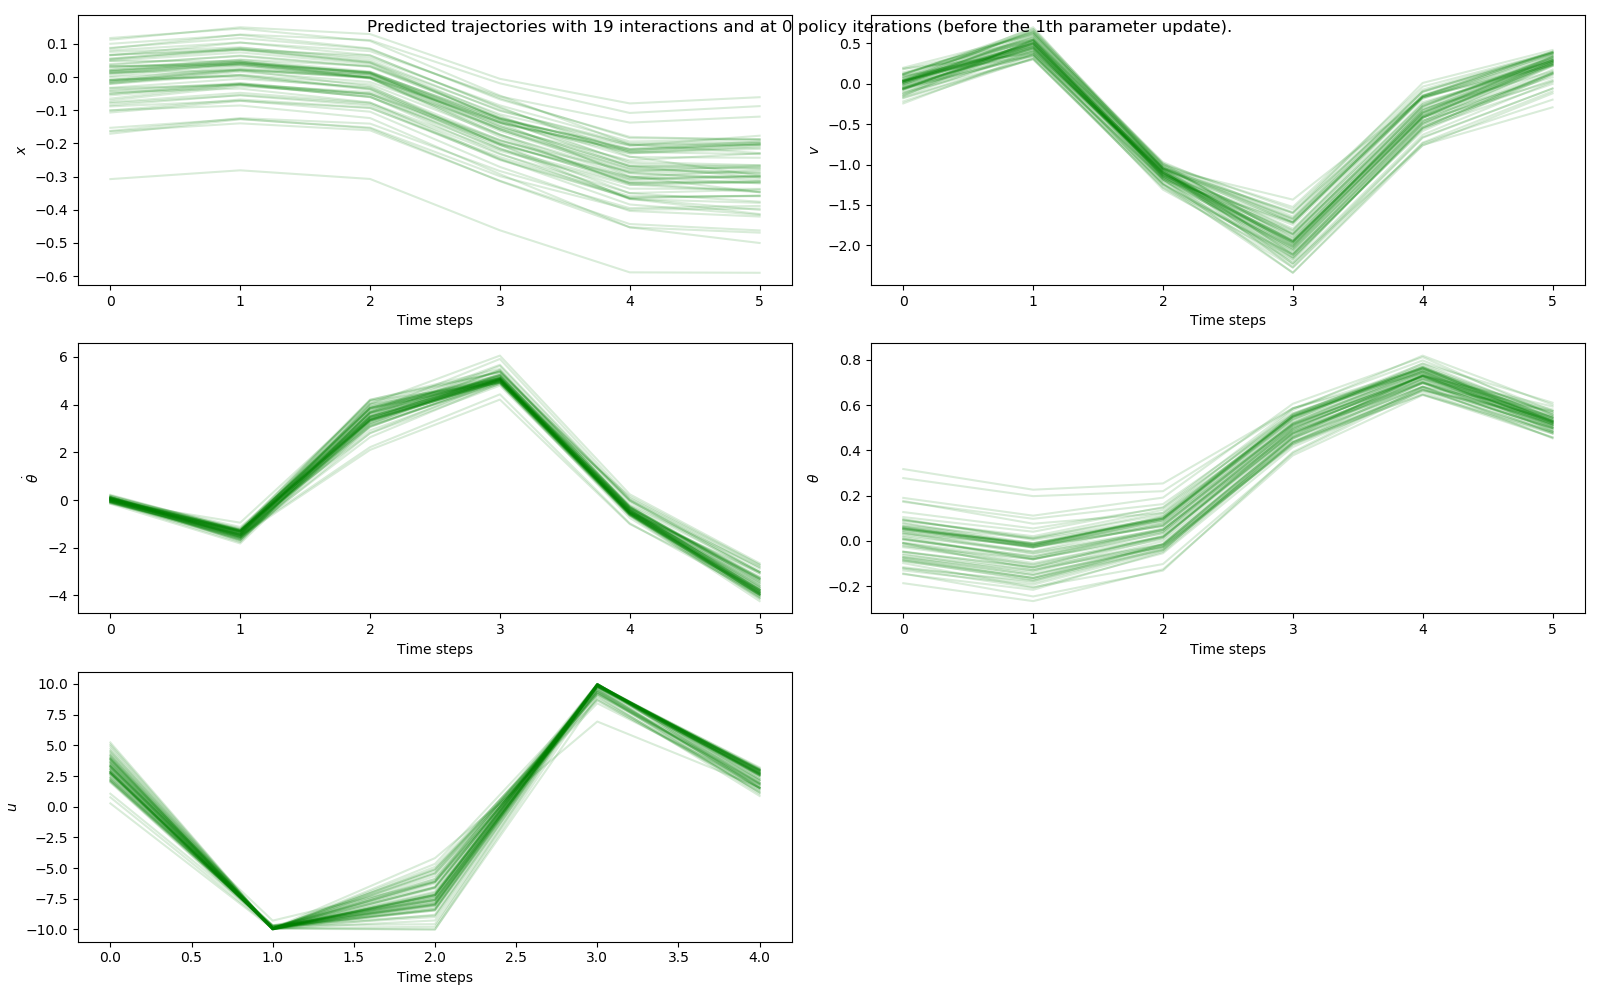 Predicted trajectories with 19 interactions and at 0 policy iterations (before the 1th parameter update).
0.1
0.0
−0.1
−0.2
−0.3
−0.4
−0.5
−0.6
x
0 1 2 3 4 5
Time steps
0.5
0.0
−0.5
−1.0
−1.5
−2.0
v
0 1 2 3 4 5
Time steps
6
4
2
0
−2
−4
θ̇
0 1 2 3 4 5
Time steps
0.8
0.6
0.4
0.2
0.0
−0.2
θ
0 1 2 3 4 5
Time steps
10.0
7.5
5.0
2.5
0.0
−2.5
−5.0
−7.5
−10.0
u
0.0 0.5 1.0 1.5 2.0 2.5 3.0 3.5 4.0
Time steps